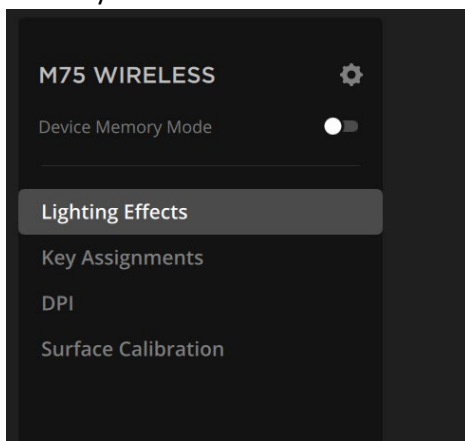 M75 WIRELESS
Device Memory Mode
Lighting Effects
Key Assignments
DPI
Surface Calibration